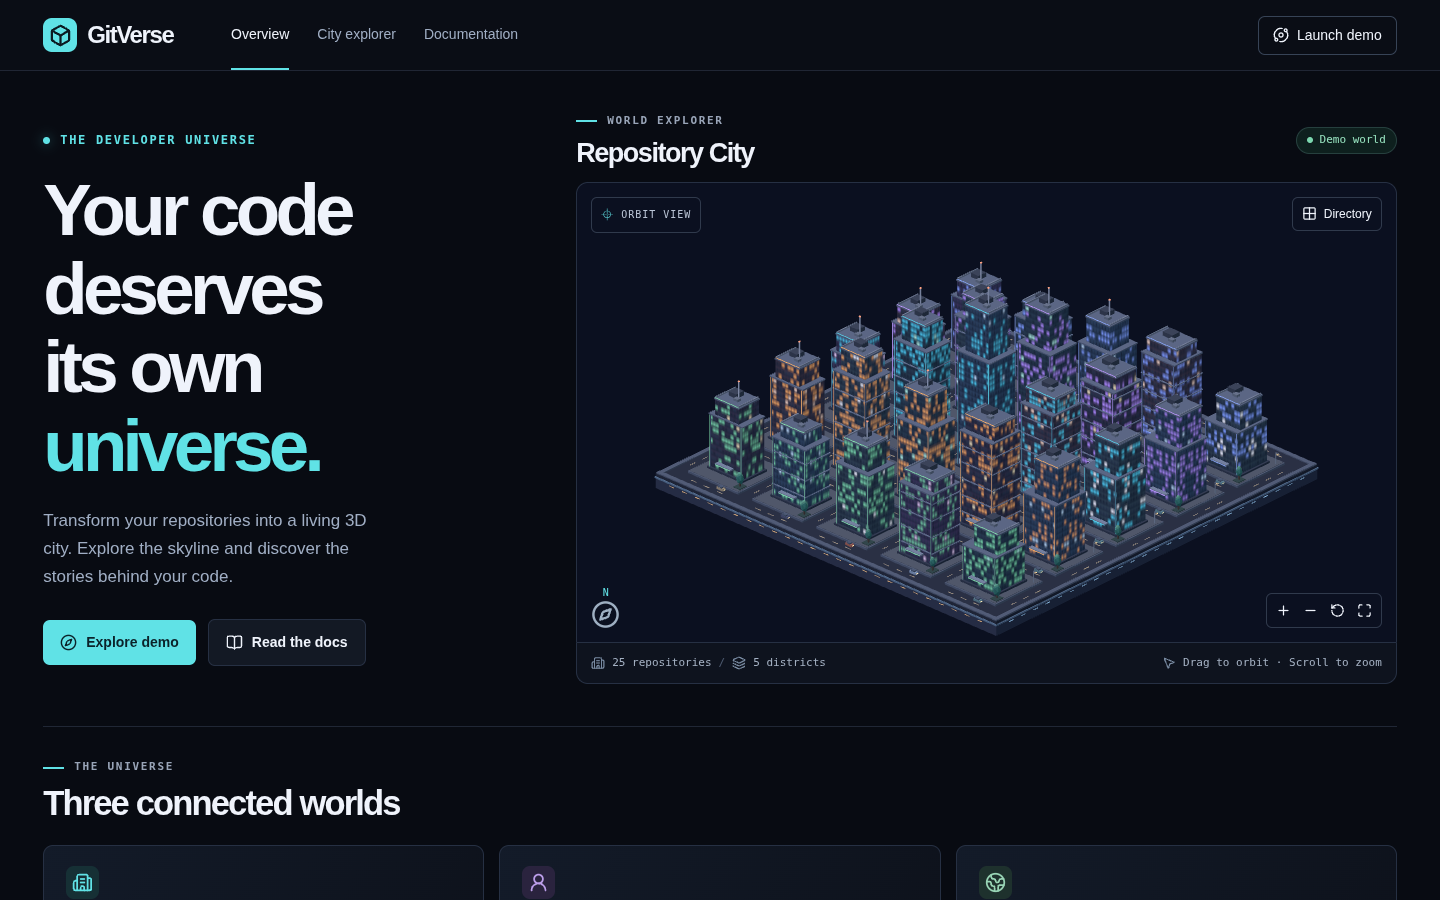 GitVerse
Overview
City explorer
Documentation
Launch demo
THE DEVELOPER UNIVERSE
Your code
deserves
its own
universe.
Transform your repositories into a living 3D
city. Explore the skyline and discover the
stories behind your code.
Explore demo
Read the docs
WORLD EXPLORER
Repository City
Demo world
ORBIT VIEW
Directory
N
25 repositories / 5 districts
Drag to orbit · Scroll to zoom
THE UNIVERSE
Three connected worlds